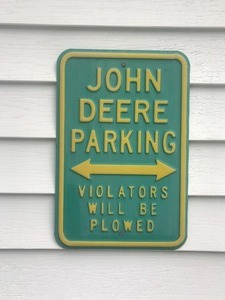 JOHN
DEERE
PARKING
VIOLATORS
WILL BE
PLOWED